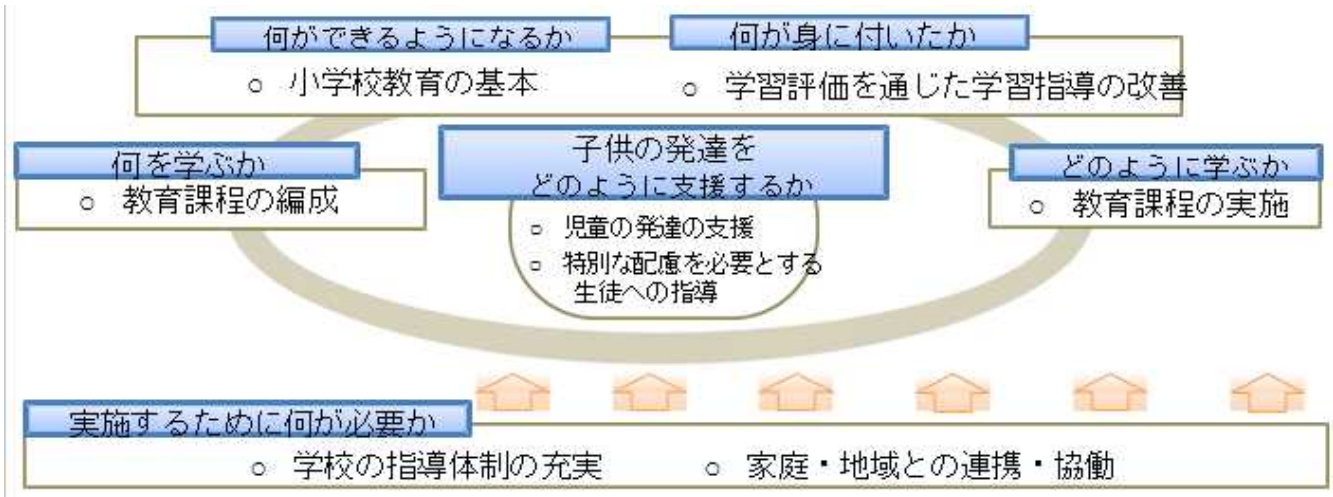 何ができるようになるか
何が身に付いたか
○ 小学校教育の基本
○ 学習評価を通じた学習指導の改善
何を学ぶか
○ 教育課程の編成
子供の発達を
どのように支援するか
○ 児童の発達の支援
○ 特別な配慮を必要とする
生徒への指導
どのように学ぶか
○ 教育課程の実施
実施するために何が必要か
○ 学校の指導体制の充実
○ 家庭・地域との連携・協働